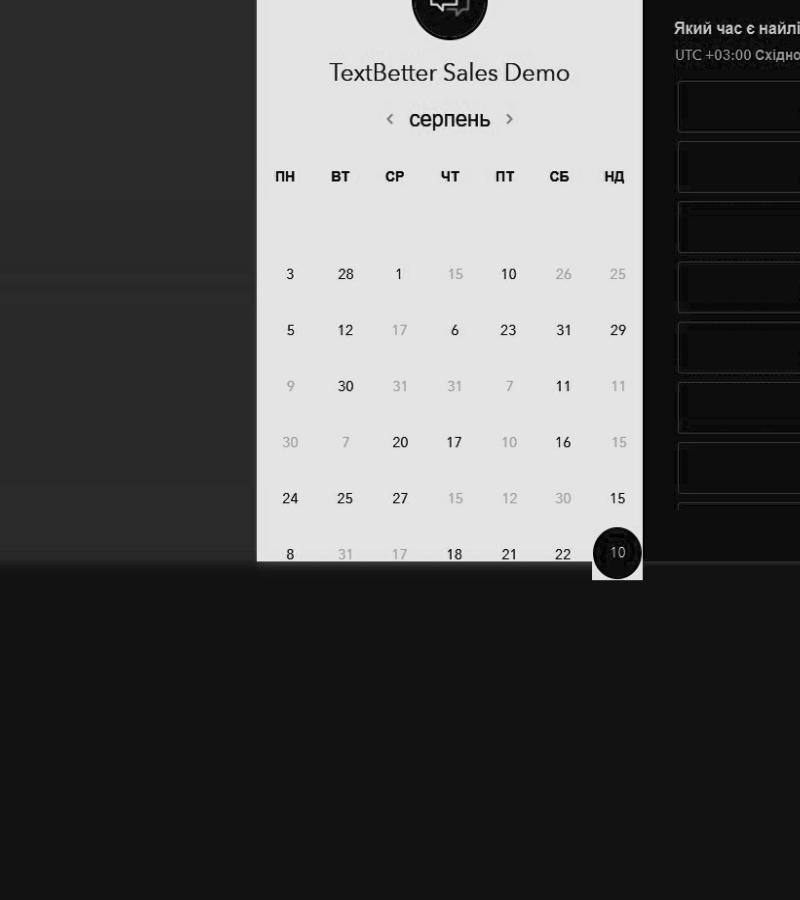 TextBetter Sales Demo
< серпень >
ПН ВТ СР ЧТ ПТ СБ НД
3 28 1 15 10 26 25
5 12 17 6 23 31 29
9 30 31 31 7 11 11
30 7 20 17 10 16 15
24 25 27 15 12 30 15
8 31 17 18 21 22 10
Який час є найлі
UTC +03:00 Східно